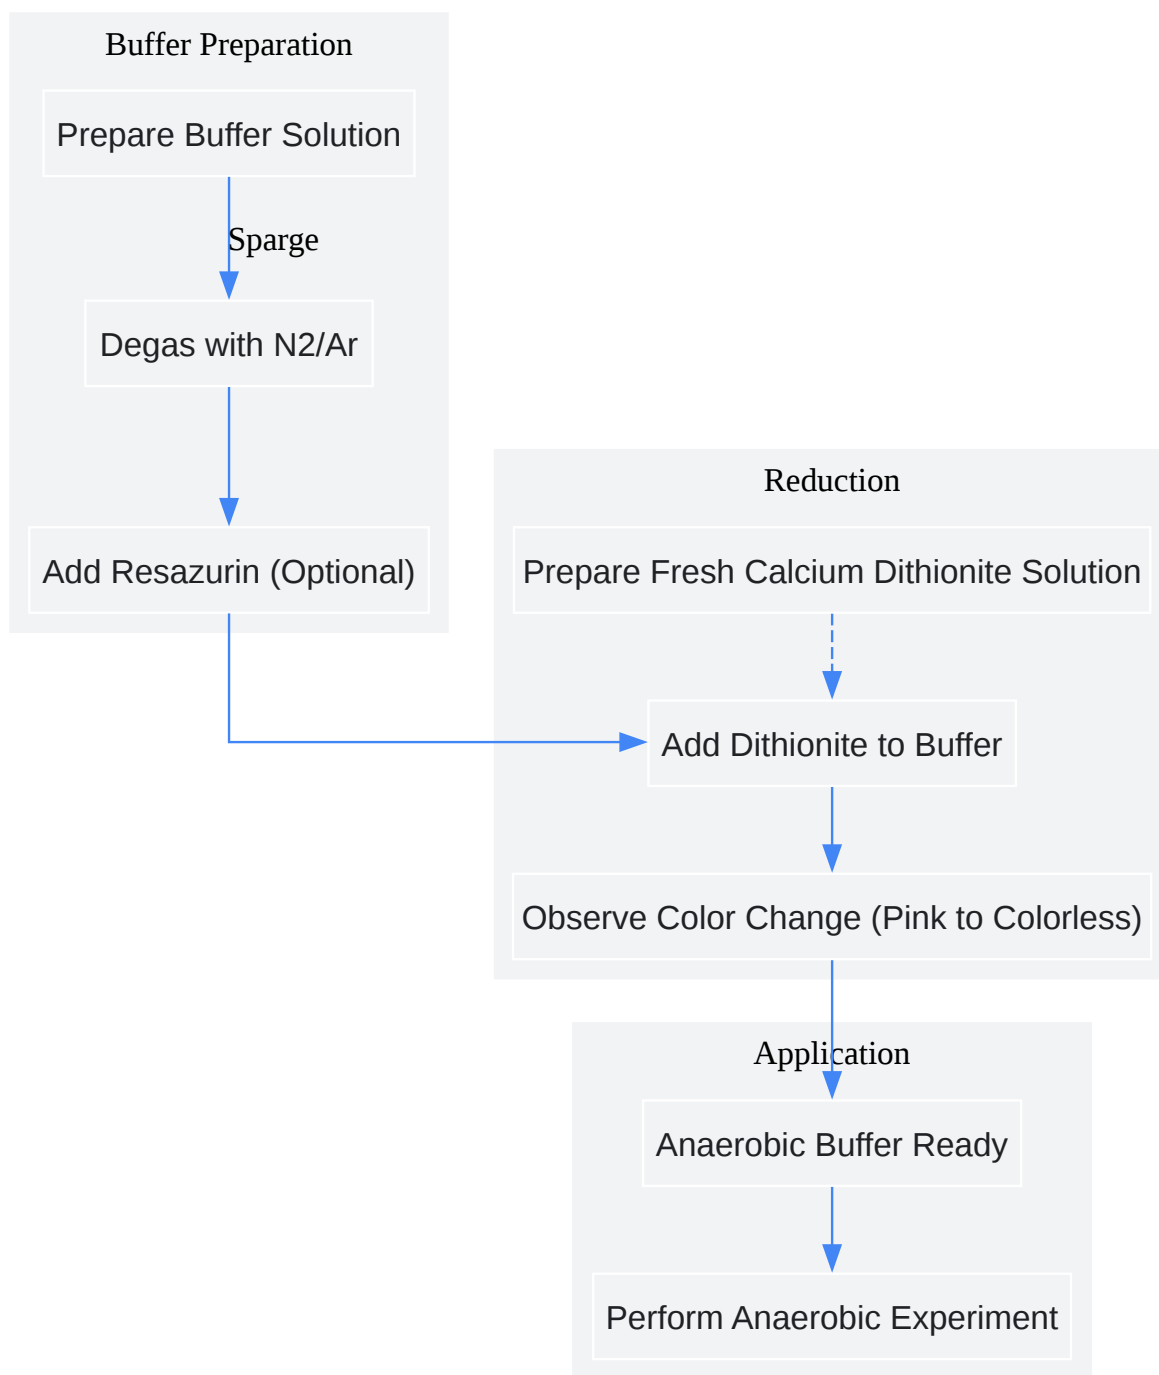 Buffer Preparation
Prepare Buffer Solution
Sparge
Degas with N2/Ar
Add Resazurin (Optional)
Reduction
Prepare Fresh Calcium Dithionite Solution
Add Dithionite to Buffer
Observe Color Change (Pink to Colorless)
Application
Anaerobic Buffer Ready
Perform Anaerobic Experiment